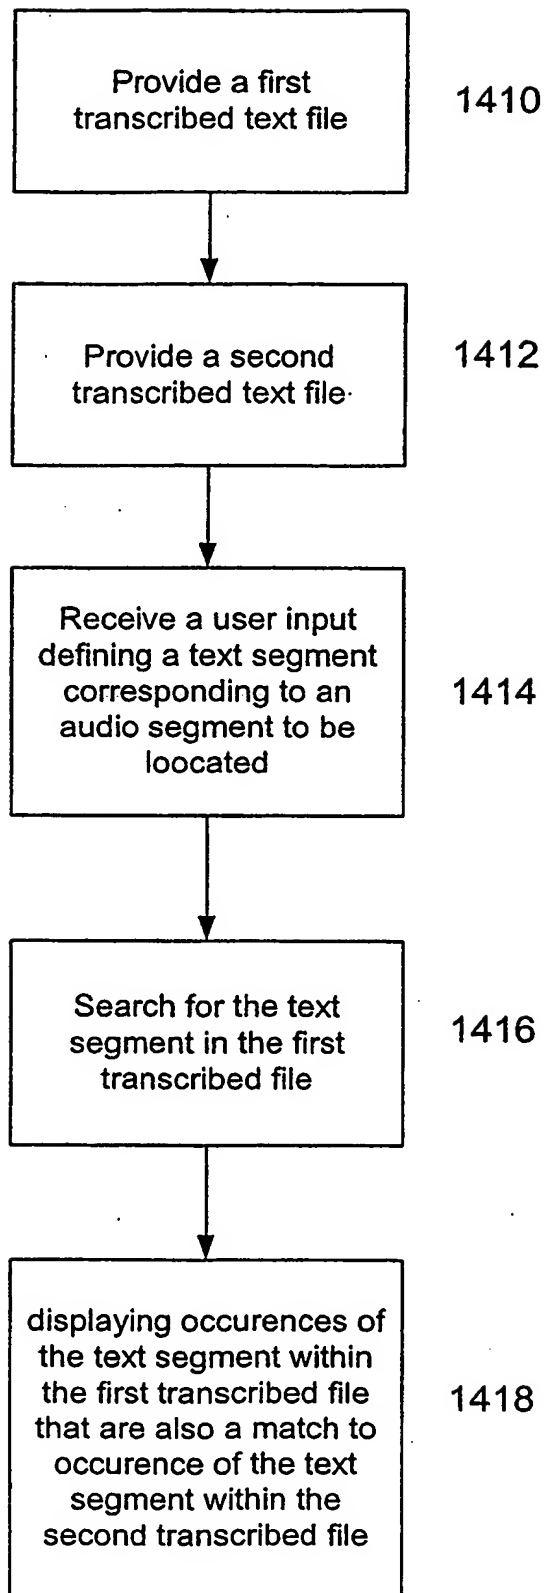 Provide a first
transcribed text file
1410
Provide a second
transcribed text file
1412
Receive a user input
defining a text segment
corresponding to an
audio segment to be
loocated
1414
Search for the text
segment in the first
transcribed file
1416
displaying occurences of
the text segment within
the first transcribed file
that are also a match to
occurence of the text
segment within the
second transcribed file
1418